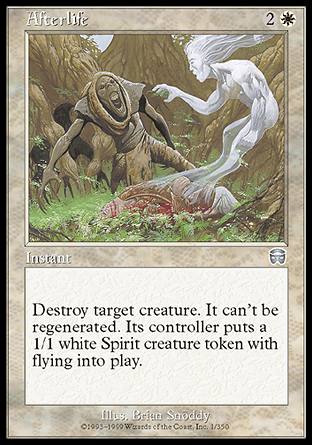 Afterlife 2
Instant
Destroy target creature. It can't be
regenerated. Its controller puts a
1/1 white Spirit creature token with
flying into play.
Illus. Brian Snoddy
©1993-1999 Wizards of the Coast, Inc. 1/350